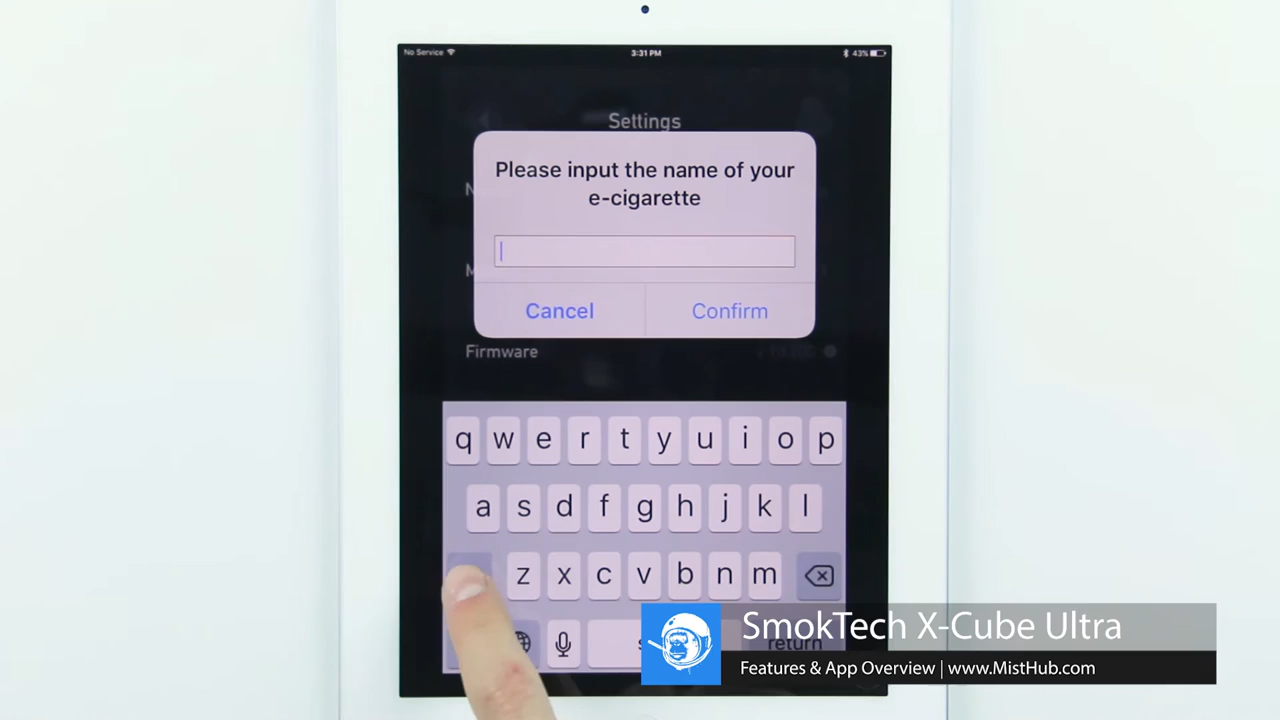 No Service
3:31 PM
43%
Settings
Please input the name of your
e-cigarette
Cancel
Confirm
Firmware
q w e r t y u i o p
a s d f g h j k l
z x c v b n m
return
SmokTech X-Cube Ultra
Features & App Overview | www.MistHub.com